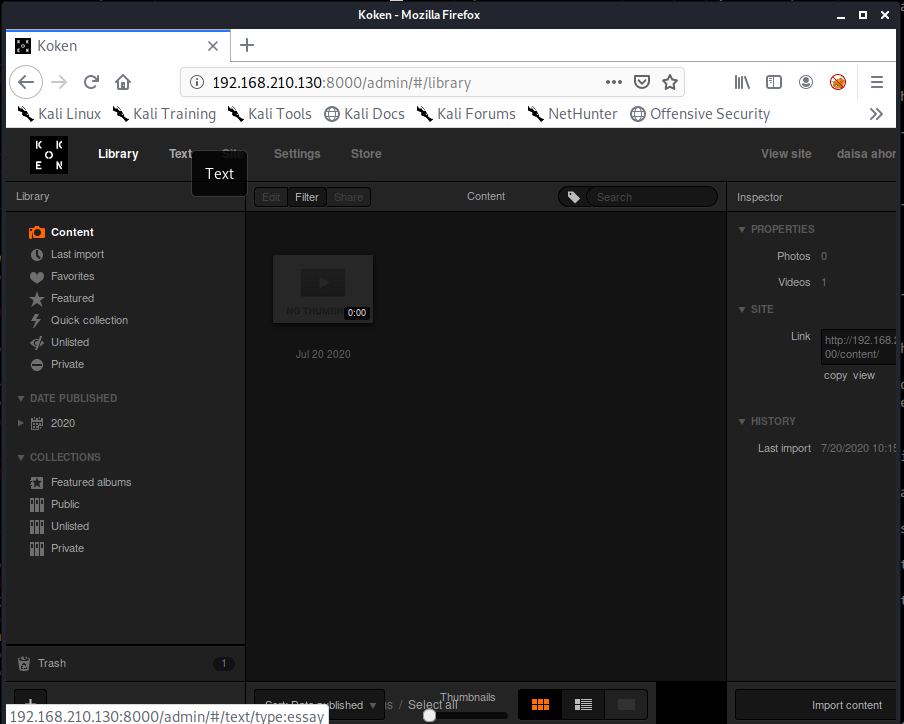 Koken - Mozilla Firefox
Koken
192.168.210.130:8000/admin/#/library
Kali Linux Kali Training Kali Tools Kali Docs Kali Forums NetHunter Offensive Security
KOKEN Library Text Site Settings Store View site daisa ahor
Text
Library Edit Filter Share Content Search Inspector
Content
Last import
Favorites
Featured
Quick collection
Unlisted
Private
DATE PUBLISHED
2020
COLLECTIONS
Featured albums
Public
Unlisted
Private
Trash 1
NO THUMB
0:00
Jul 20 2020
PROPERTIES
Photos 0
Videos 1
SITE
Link http://192.168.2
00/content/
copy view
HISTORY
Last import 7/20/2020 10:15
Sort: Date published / Select all Thumbnails Import content
192.168.210.130:8000/admin/#/text/type:essay